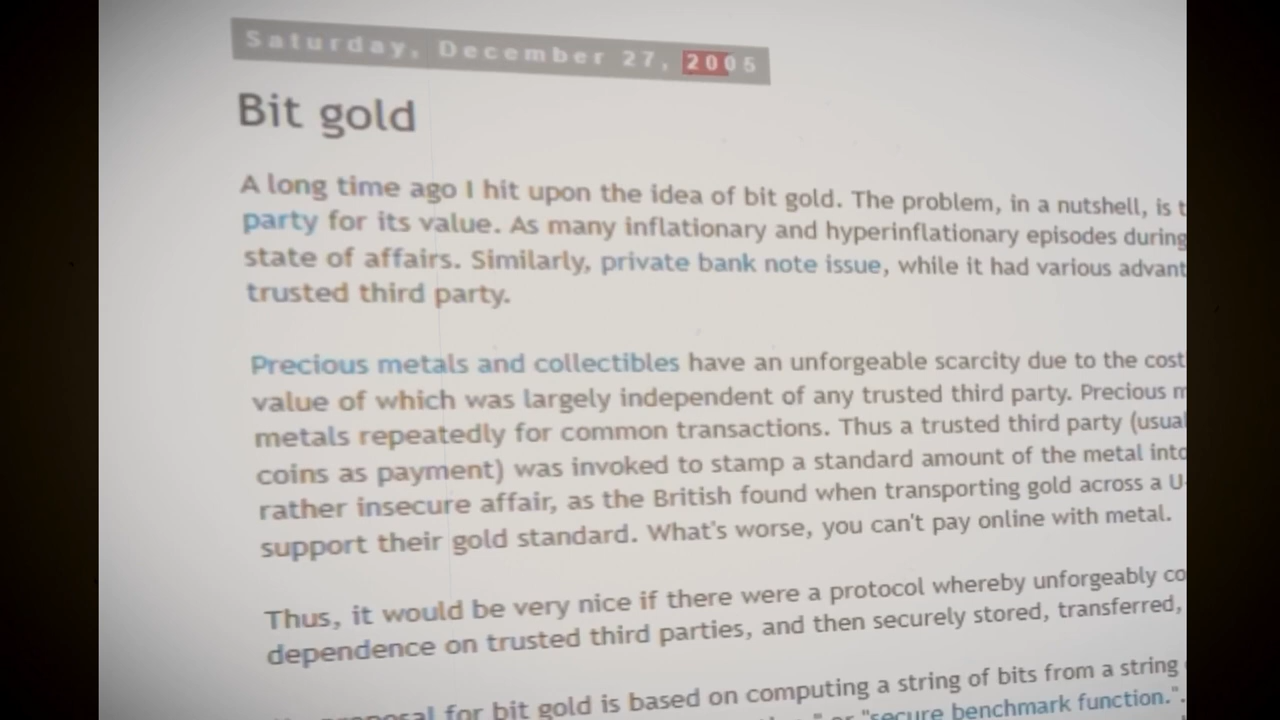 Saturday, December 27, 2005
Bit gold
A long time ago I hit upon the idea of bit gold. The problem, in a nutshell, is t
party for its value. As many inflationary and hyperinflationary episodes during
state of affairs. Similarly, private bank note issue, while it had various advant
trusted third party.
Precious metals and collectibles have an unforgeable scarcity due to the cost
value of which was largely independent of any trusted third party. Precious m
metals repeatedly for common transactions. Thus a trusted third party (usual
coins as payment) was invoked to stamp a standard amount of the metal into
rather insecure affair, as the British found when transporting gold across a U-
support their gold standard. What's worse, you can't pay online with metal.
Thus, it would be very nice if there were a protocol whereby unforgeably co
dependence on trusted third parties, and then securely stored, transferred,
proposal for bit gold is based on computing a string of bits from a string
" or "secure benchmark function."